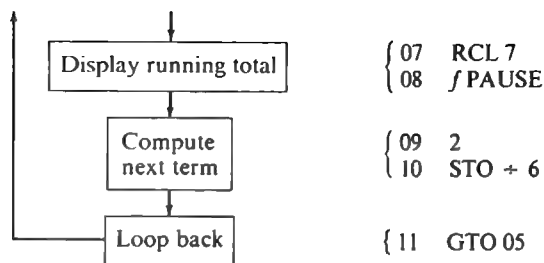 Display running total
07 RCL 7
08 f PAUSE
Compute
next term
09 2
10 STO ÷ 6
Loop back
11 GTO 05